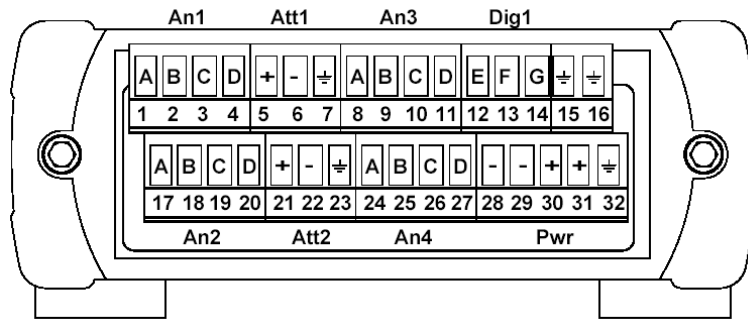 An1 Att1 An3 Dig1
A B C D + - ⏚ A B C D E F G ⏚ ⏚
1 2 3 4 5 6 7 8 9 10 11 12 13 14 15 16
A B C D + - ⏚ A B C D - - + + ⏚
17 18 19 20 21 22 23 24 25 26 27 28 29 30 31 32
An2 Att2 An4 Pwr